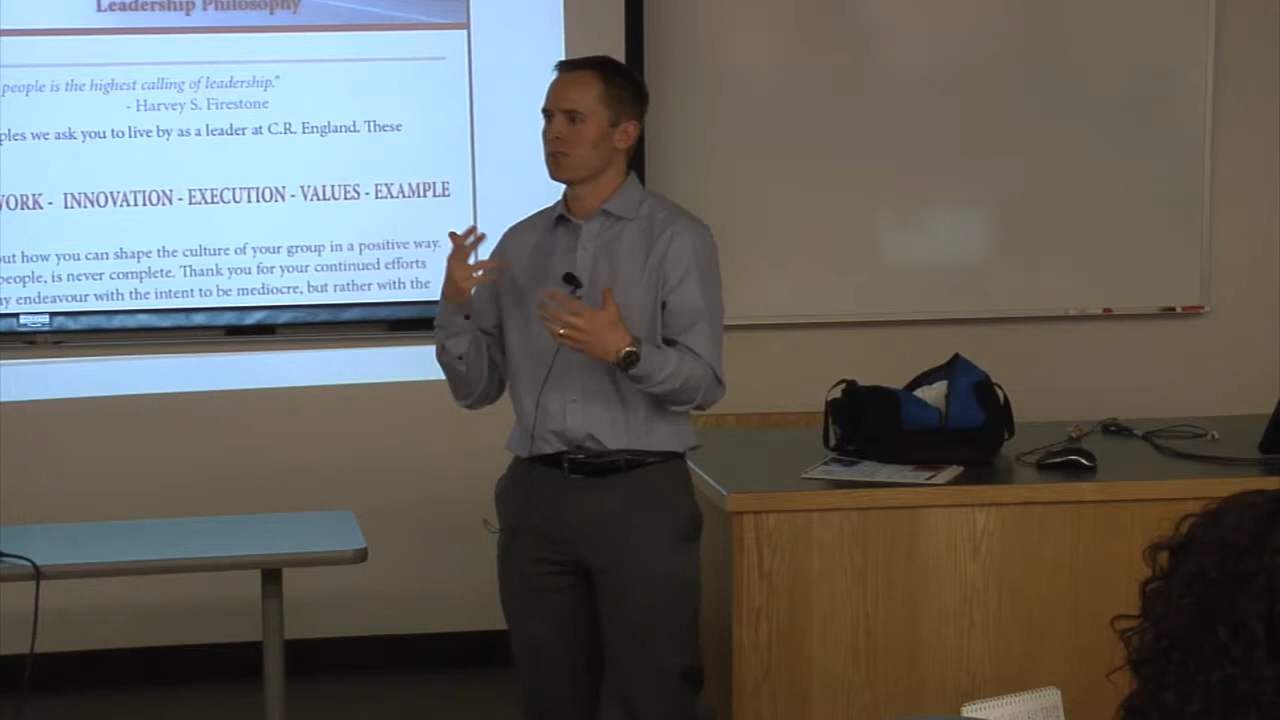 Leadership Philosophy
people is the highest calling of leadership."
- Harvey S. Firestone
ples we ask you to live by as a leader at C.R. England. These
WORK - INNOVATION - EXECUTION - VALUES - EXAMPLE
ut how you can shape the culture of your group in a positive way.
people, is never complete. Thank you for your continued efforts
ny endeavour with the intent to be mediocre, but rather with the